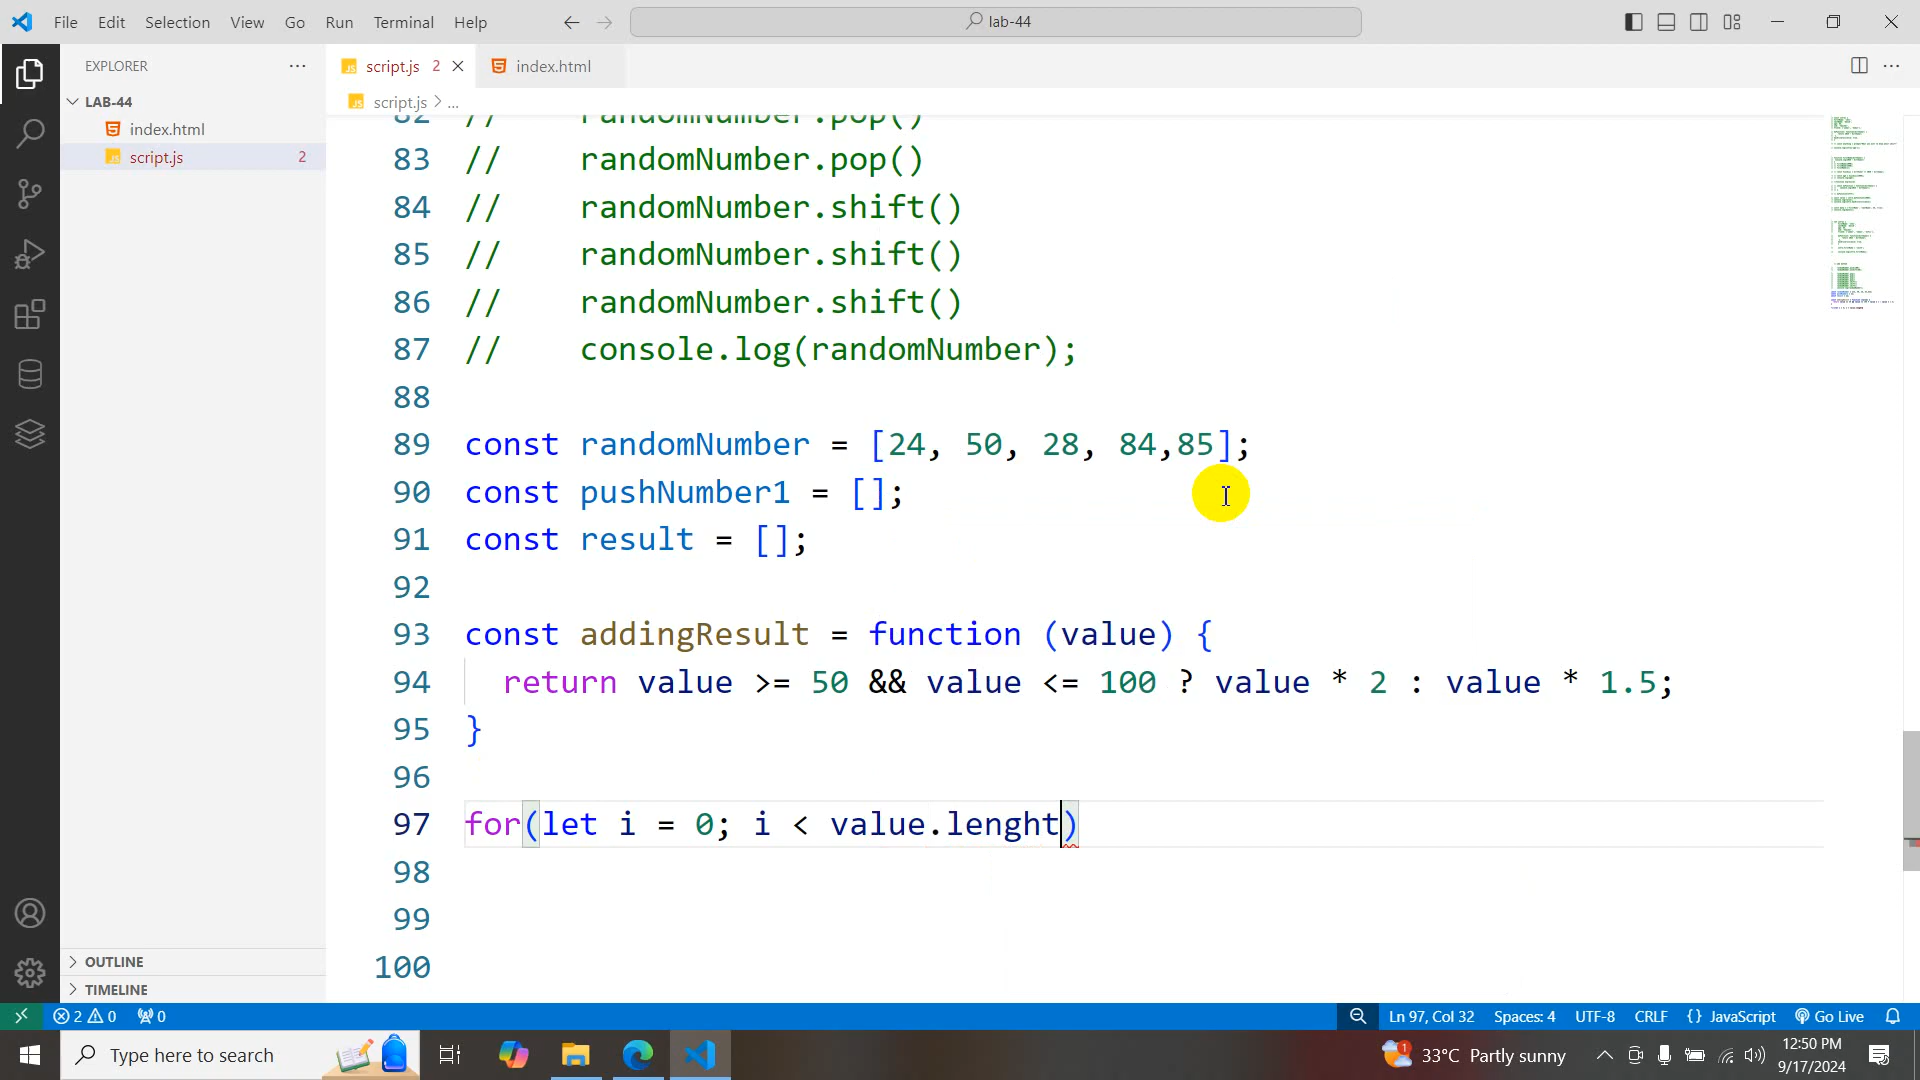 File Edit Selection View Go Run Terminal Help lab-44
EXPLORER
script.js 2
index.html
LAB-44
script.js > ...
index.html
script.js 2
82 // randomNumber.pop()
83 // randomNumber.pop()
84 // randomNumber.shift()
85 // randomNumber.shift()
86 // randomNumber.shift()
87 // console.log(randomNumber);
88
89 const randomNumber = [24, 50, 28, 84,85];
90 const pushNumber1 = [];
91 const result = [];
92
93 const addingResult = function (value) {
94 return value >= 50 && value <= 100 ? value * 2 : value * 1.5;
95 }
96
97 for(let i = 0; i < value.lenght)
98
99
100
OUTLINE
TIMELINE
2 0 0 Ln 97, Col 32 Spaces: 4 UTF-8 CRLF {} JavaScript Go Live
Type here to search
1 33°C Partly sunny
12:50 PM
9/17/2024